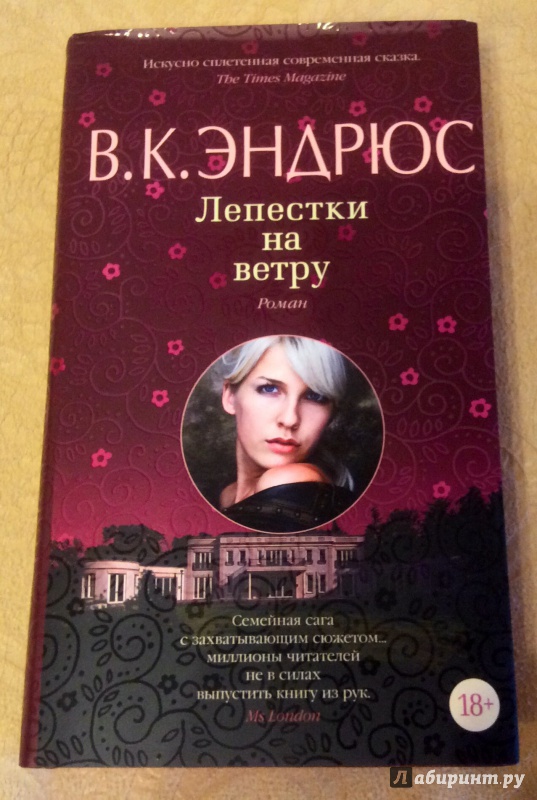 Искусно сплетенная современная сказка.
The Times Magazine
В.К.ЭНДРЮС
Лепестки
на
ветру
Роман
Семейная сага
с захватывающим сюжетом...
миллионы читателей
не в силах
выпустить книгу из рук.
Ms London
18+
Лабиринт.ру